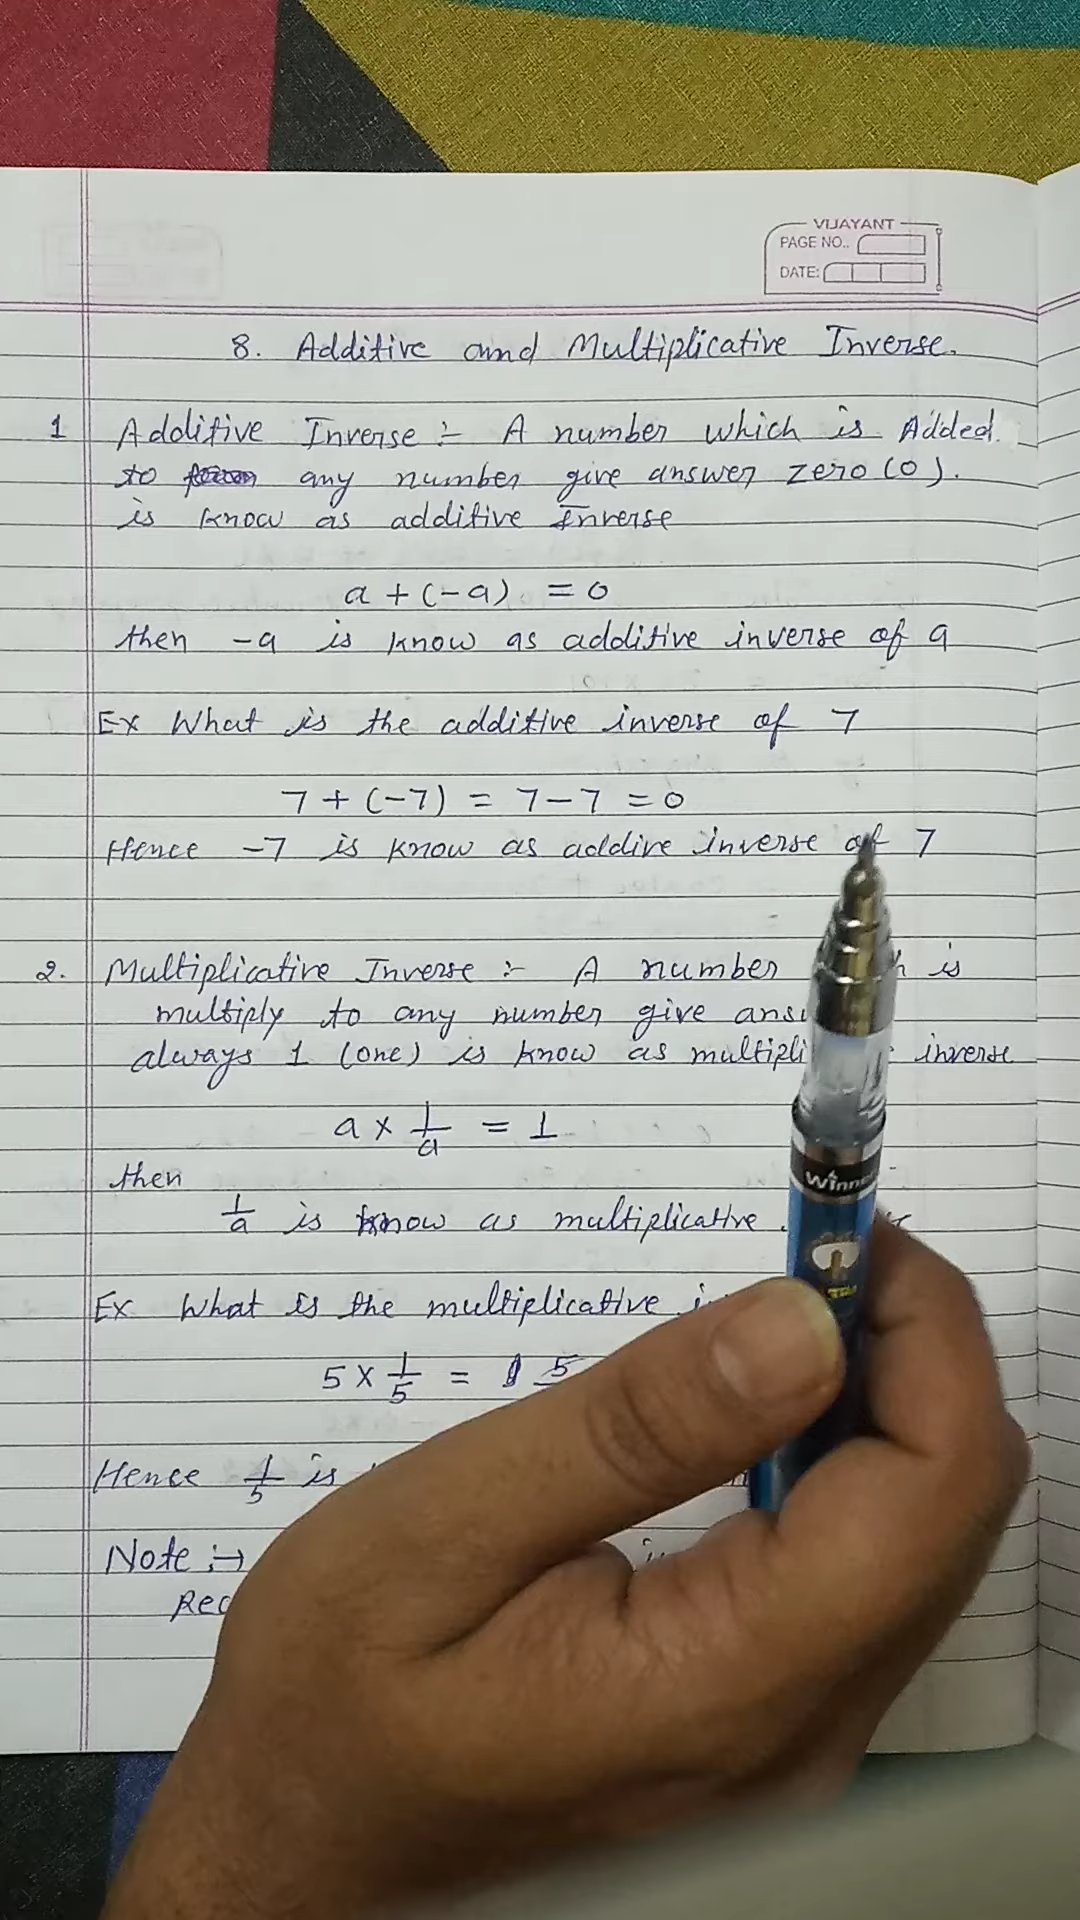 VIJAYANT
PAGE NO..
DATE:
8. Additive and Multiplicative Inverse.
1 Additive Inverse :- A number which is Added
to any number give answer zero (0).
is know as additive Inverse
a + (-a) = 0
then -a is know as additive inverse of a
Ex What is the additive inverse of 7
7 + (-7) = 7 - 7 = 0
Hence -7 is know as addive inverse of 7
2. Multiplicative Inverse :- A number is
multiply to any number give
always 1 (one) is know as inverse
a × 1/a = 1
then
1/a is know as multiplicative
Ex What is the multiplicative
5 × 1/5 = 5
Hence 1/5 is
Note :→
Winner